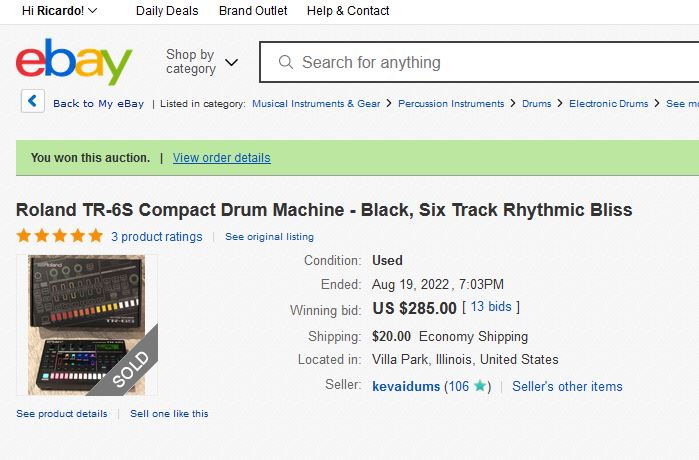 Hi Ricardo!
Daily Deals
Brand Outlet
Help & Contact
ebay
Shop by category
Search for anything
Back to My eBay | Listed in category: Musical Instruments & Gear > Percussion Instruments > Drums > Electronic Drums >
You won this auction. | View order details
Roland TR-6S Compact Drum Machine - Black, Six Track Rhythmic Bliss
3 product ratings | See original listing
Condition: Used
Ended: Aug 19, 2022 , 7:03PM
Winning bid: US $285.00 [ 13 bids ]
Shipping: $20.00 Economy Shipping
Located in: Villa Park, Illinois, United States
Seller: kevaidums (106 ★) | Seller's other items
Roland
TR-6S
SOLD
See product details | Sell one like this